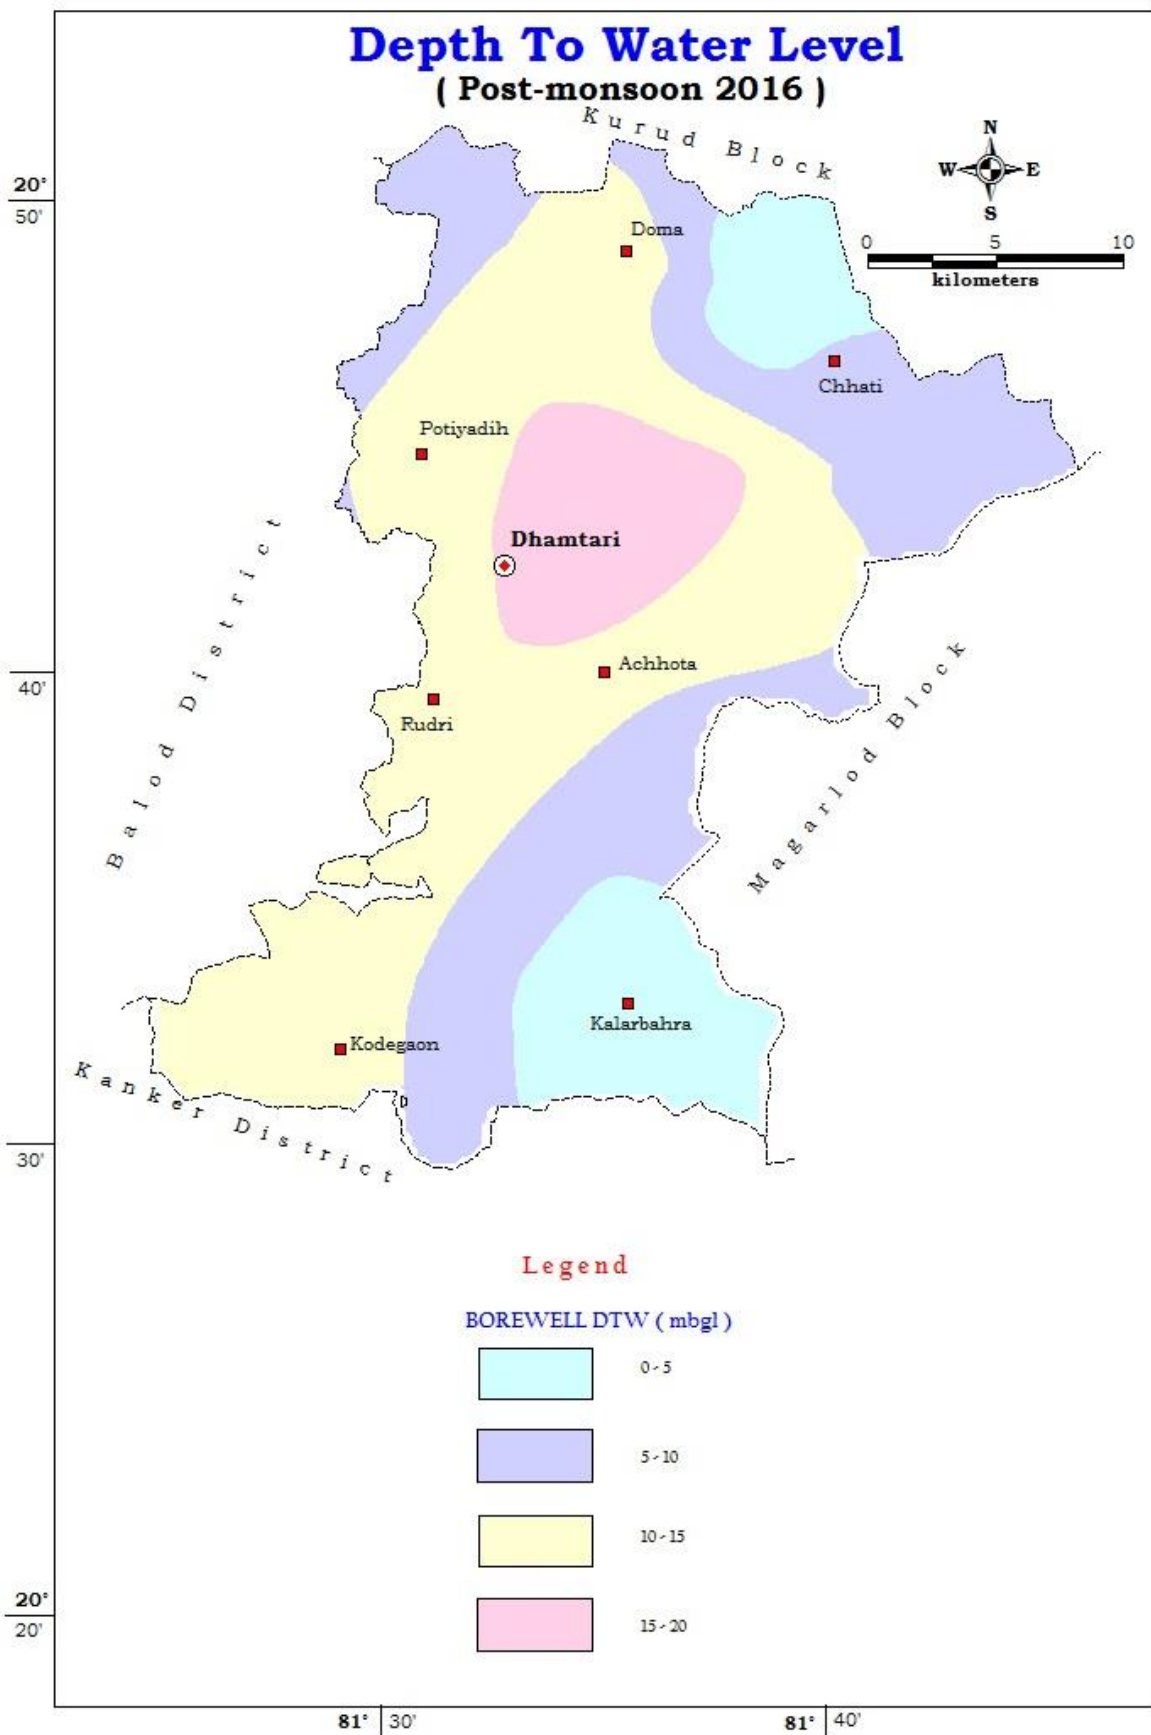 Depth To Water Level
( Post-monsoon 2016 )
Kurud Block
N
W E
S
20°
50'
Doma
0 5 10
kilometers
Chhati
Potiyadih
Dhamtari
Balod District
Achhota
40'
Rudri
Magarlod Block
Kalarbahra
Kodegaon
Kanker District
30'
Legend
BOREWELL DTW ( mbgl )
0 - 5
5 - 10
10 - 15
15 - 20
20°
20'
81° 30' 81° 40'